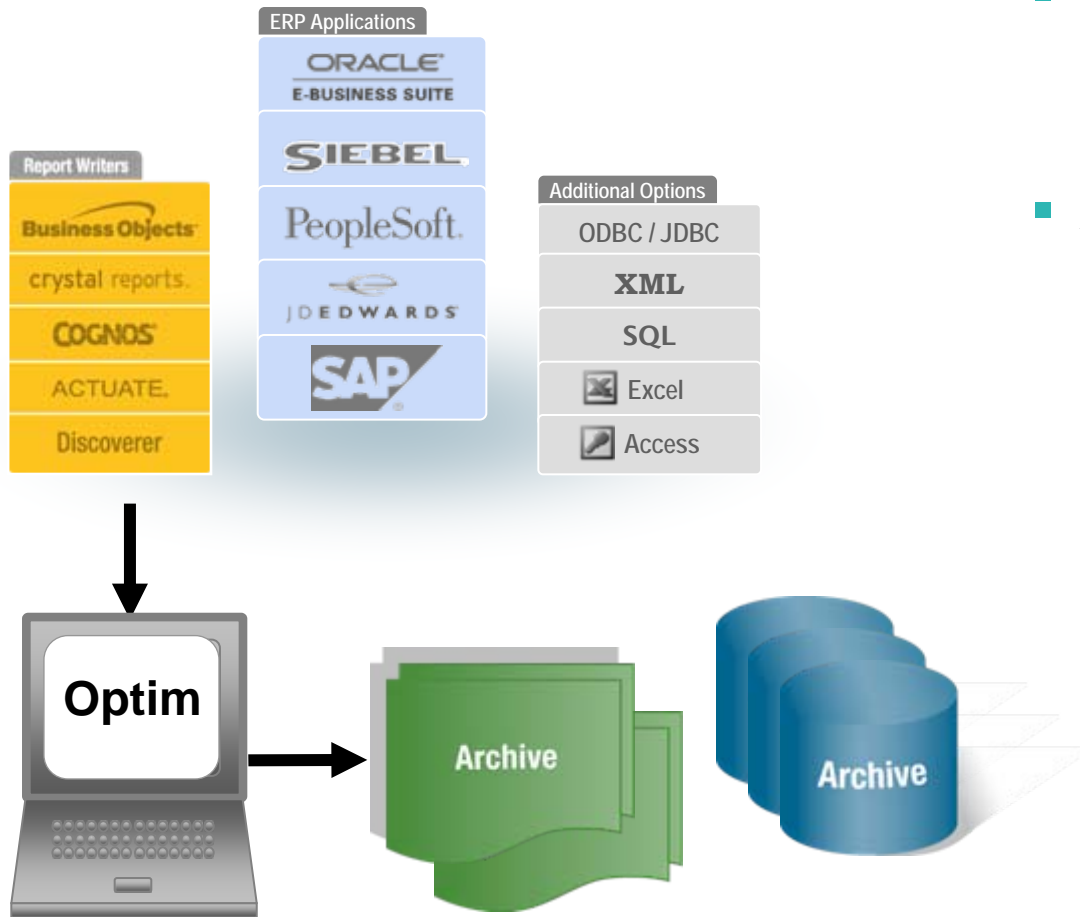 ERP Applications
ORACLE
E-BUSINESS SUITE
SIEBEL
PeopleSoft.
JDEDWARDS
SAP
Report Writers
Business Objects
crystal reports.
COGNOS
ACTUATE.
Discoverer
Additional Options
ODBC / JDBC
XML
SQL
Excel
Access
Optim
Archive
Archive